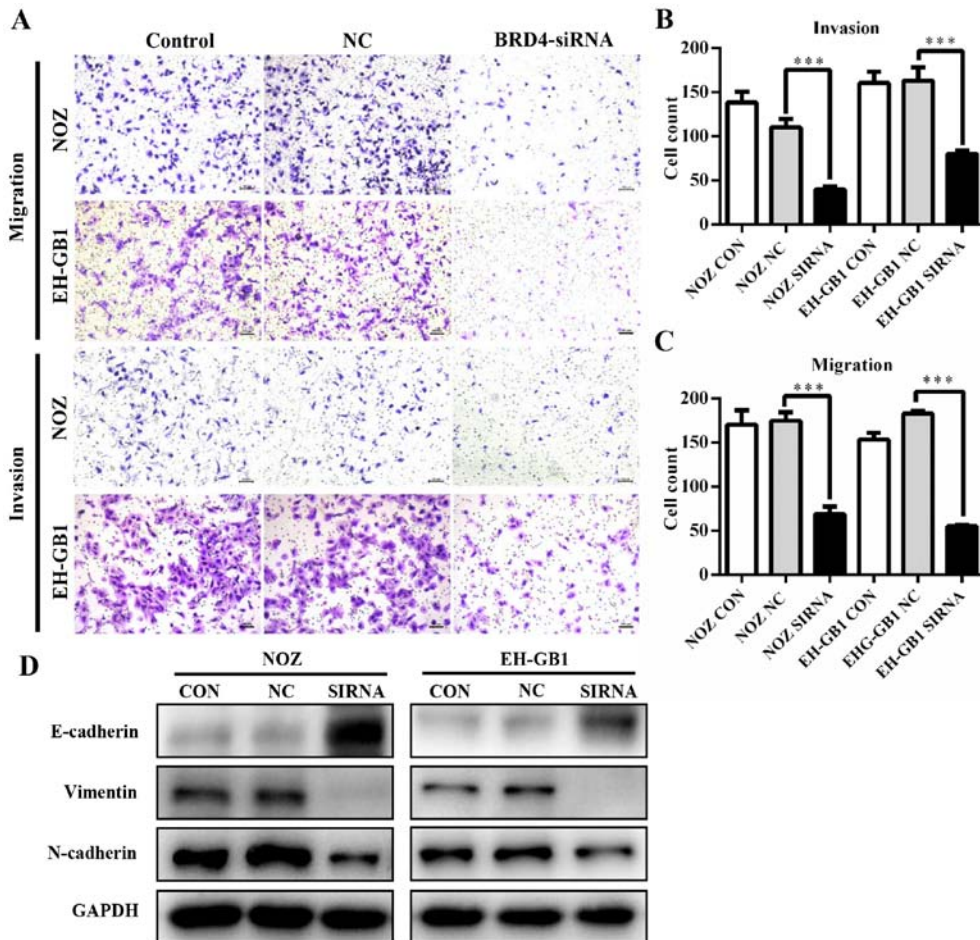 A
Control NC BRD4-siRNA
Migration
NOZ
EH-GB1
Invasion
NOZ
EH-GB1
B
Invasion
Cell count
200
150
100
50
0
***
***
NOZ CON
NOZ NC
NOZ SIRNA
EH-GB1 CON
EH-GB1 NC
EH-GB1 SIRNA
C
Migration
Cell count
200
150
100
50
0
***
***
NOZ CON
NOZ NC
NOZ SIRNA
EH-GB1 CON
EHG-GB1 NC
EH-GB1 SIRNA
D
NOZ EH-GB1
CON NC SIRNA CON NC SIRNA
E-cadherin
Vimentin
N-cadherin
GAPDH